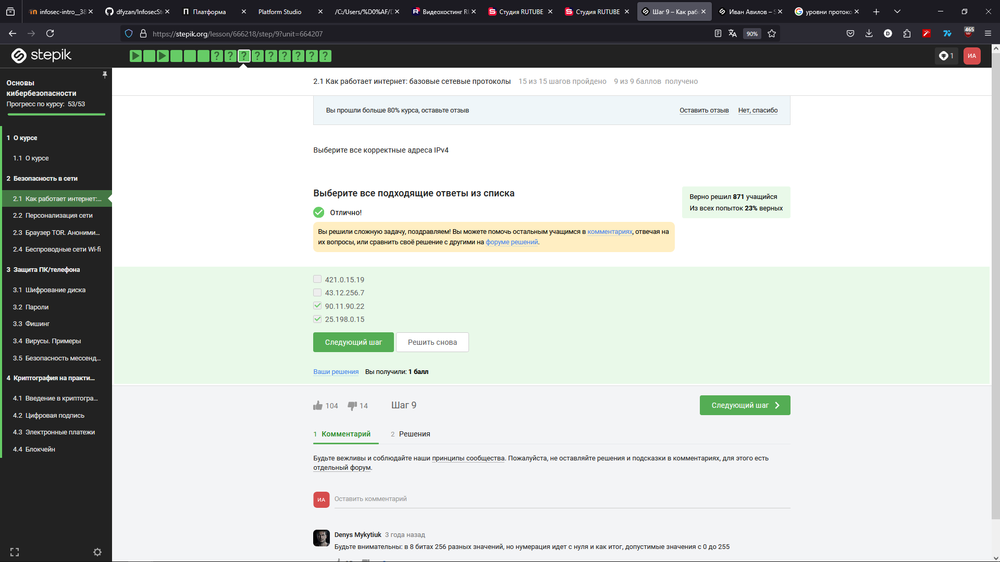 infosec-intro__38
dfyzan/InfosecSt
Платформа
Platform Studio
/C:/Users/%D0%AF/D
Видеохостинг RU
Студия RUTUBE
Студия RUTUBE
Шаг 9 – Как раб
Иван Авилов – S
уровни протоко
https://stepik.org/lesson/666218/step/9?unit=664207
90%
465
stepik
1
ИА
Основы
кибербезопасности
Прогресс по курсу: 53/53
1 О курсе
1.1 О курсе
2 Безопасность в сети
2.1 Как работает интернет:...
2.2 Персонализация сети
2.3 Браузер TOR. Аноними...
2.4 Беспроводные сети Wi-fi
3 Защита ПК/телефона
3.1 Шифрование диска
3.2 Пароли
3.3 Фишинг
3.4 Вирусы. Примеры
3.5 Безопасность мессенд...
4 Криптография на практи...
4.1 Введение в криптогра...
4.2 Цифровая подпись
4.3 Электронные платежи
4.4 Блокчейн
2.1 Как работает интернет: базовые сетевые протоколы 15 из 15 шагов пройдено 9 из 9 баллов получено
Вы прошли больше 80% курса, оставьте отзыв
Оставить отзыв Нет, спасибо
Выберите все корректные адреса IPv4
Выберите все подходящие ответы из списка
Верно решил 871 учащийся
Из всех попыток 23% верных
Отлично!
Вы решили сложную задачу, поздравляем! Вы можете помочь остальным учащимся в комментариях, отвечая на
их вопросы, или сравнить своё решение с другими на форуме решений.
421.0.15.19
43.12.256.7
90.11.90.22
25.198.0.15
Следующий шаг Решить снова
Ваши решения Вы получили: 1 балл
104 14 Шаг 9
Следующий шаг
1 Комментарий 2 Решения
Будьте вежливы и соблюдайте наши принципы сообщества. Пожалуйста, не оставляйте решения и подсказки в комментариях, для этого есть
отдельный форум.
ИА Оставить комментарий
Denys Mykytiuk 3 года назад
Будьте внимательны: в 8 битах 256 разных значений, но нумерация идет с нуля и как итог, допустимые значения с 0 до 255